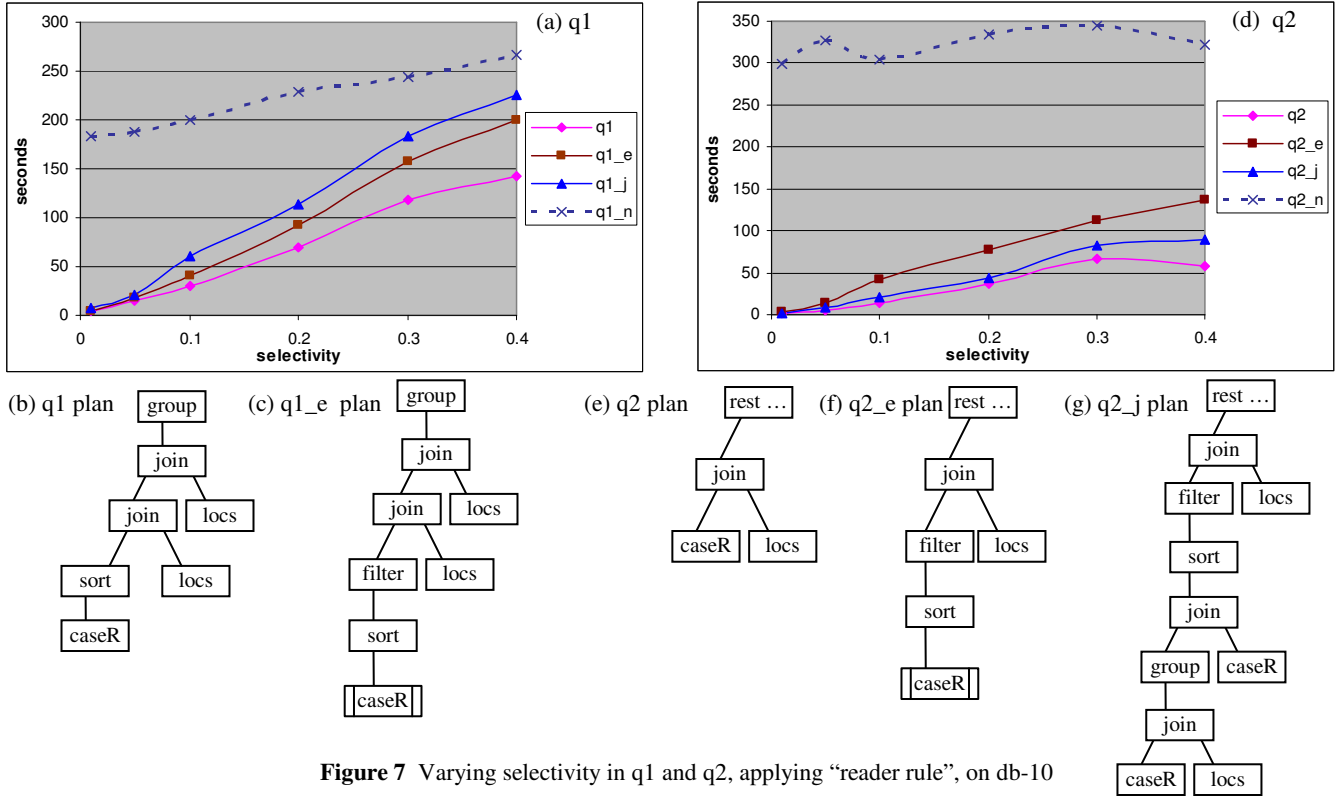 (a) q1
300
250
200
150
100
50
0
seconds
0 0.1 0.2 0.3 0.4
selectivity
q1
q1_e
q1_j
q1_n
(d) q2
350
300
250
200
150
100
50
0
seconds
0 0.1 0.2 0.3 0.4
selectivity
q2
q2_e
q2_j
q2_n
(b) q1 plan
group
join
join
locs
sort
locs
caseR
(c) q1_e plan
group
join
join
locs
filter
locs
sort
caseR
(e) q2 plan
rest …
join
caseR
locs
(f) q2_e plan
rest …
join
filter
locs
sort
caseR
(g) q2_j plan
rest …
join
filter
locs
sort
join
group
caseR
join
caseR
locs
Figure 7 Varying selectivity in q1 and q2, applying “reader rule”, on db-10